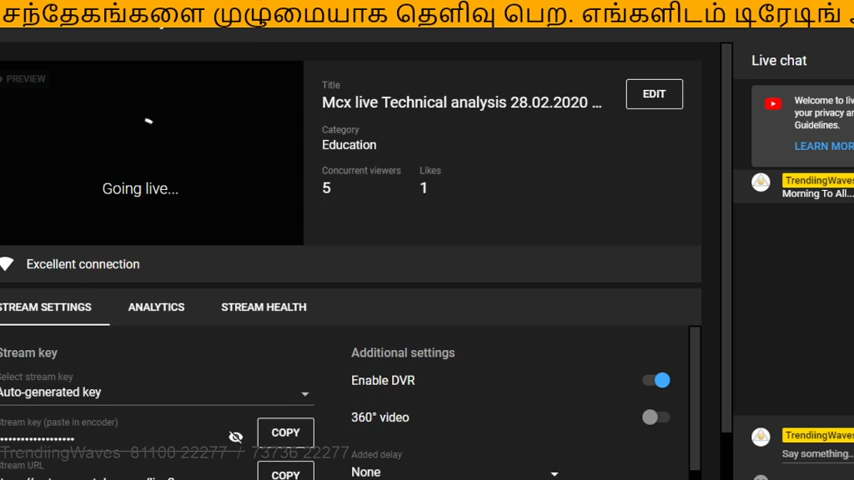 சந்தேகங்களை முழுமையாக தெளிவு பெற. எங்களிடம் டிரேடிங்
PREVIEW
Going live...
Title
Mcx live Technical analysis 28.02.2020 ...
EDIT
Category
Education
Concurrent viewers
Likes
5
1
Excellent connection
STREAM SETTINGS
ANALYTICS
STREAM HEALTH
Stream key
Select stream key
Auto-generated key
Stream key (paste in encoder)
••••••••••••••••••
COPY
TrendiingWaves 81100 22277 / 73736 22277
Stream URL
COPY
Additional settings
Enable DVR
360° video
Added delay
None
Live chat
Welcome to liv
your privacy an
Guidelines.
LEARN MOR
TrendiingWaves
Morning To All...
TrendiingWaves
Say something...